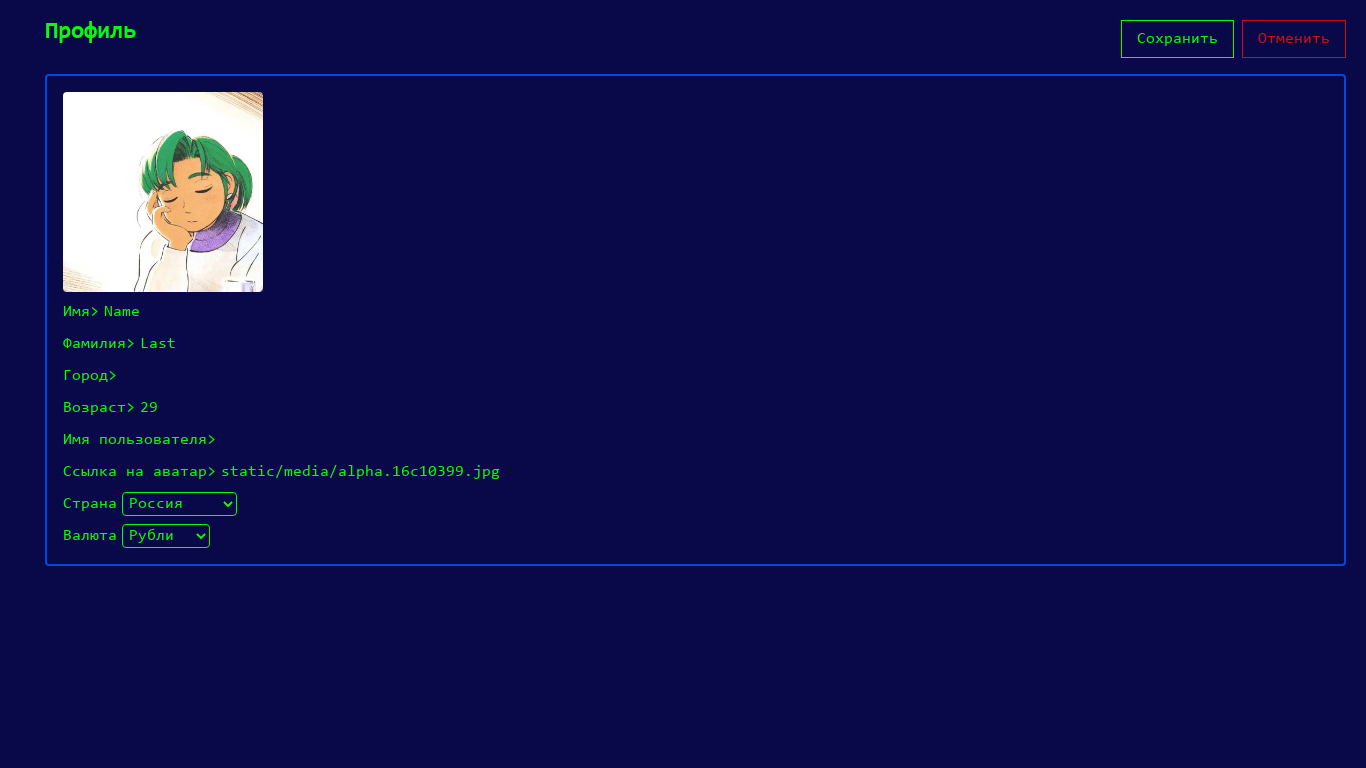 Профиль
Сохранить Отменить
Имя> Name
Фамилия> Last
Город>
Возраст> 29
Имя пользователя>
Ссылка на аватар> static/media/alpha.16c10399.jpg
Страна Россия
Валюта Рубли